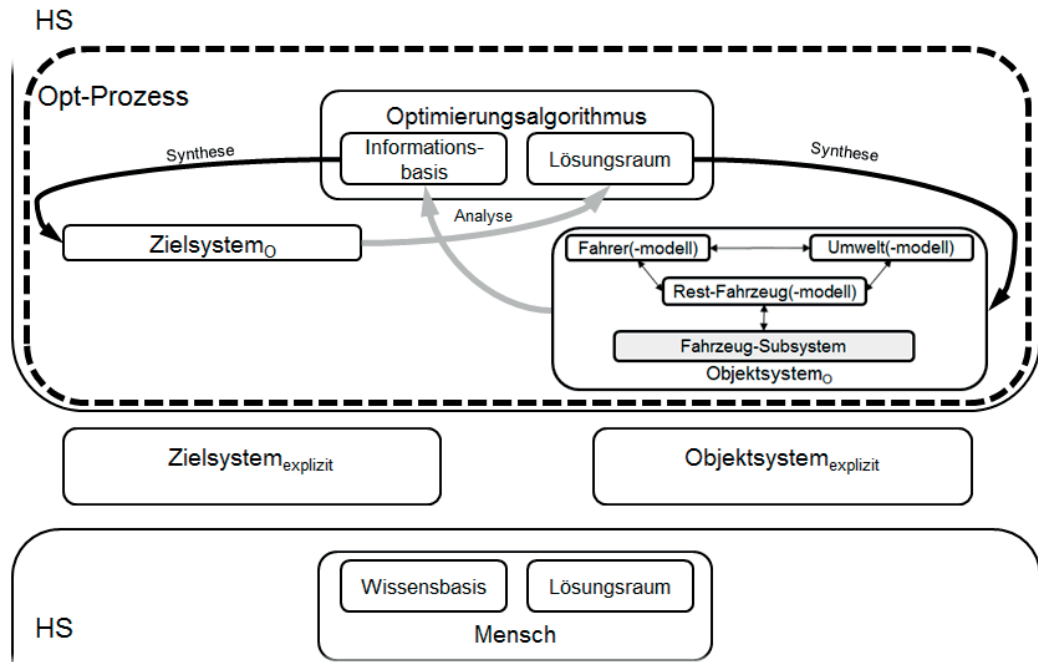 HS
Opt-Prozess
Optimierungsalgorithmus
Informations-
basis
Lösungsraum
Synthese
Synthese
Analyse
Zielsystem_O
Fahrer(-modell)
Umwelt(-modell)
Rest-Fahrzeug(-modell)
Fahrzeug-Subsystem
Objektsystem_O
Zielsystem_explizit
Objektsystem_explizit
Wissensbasis
Lösungsraum
Mensch
HS